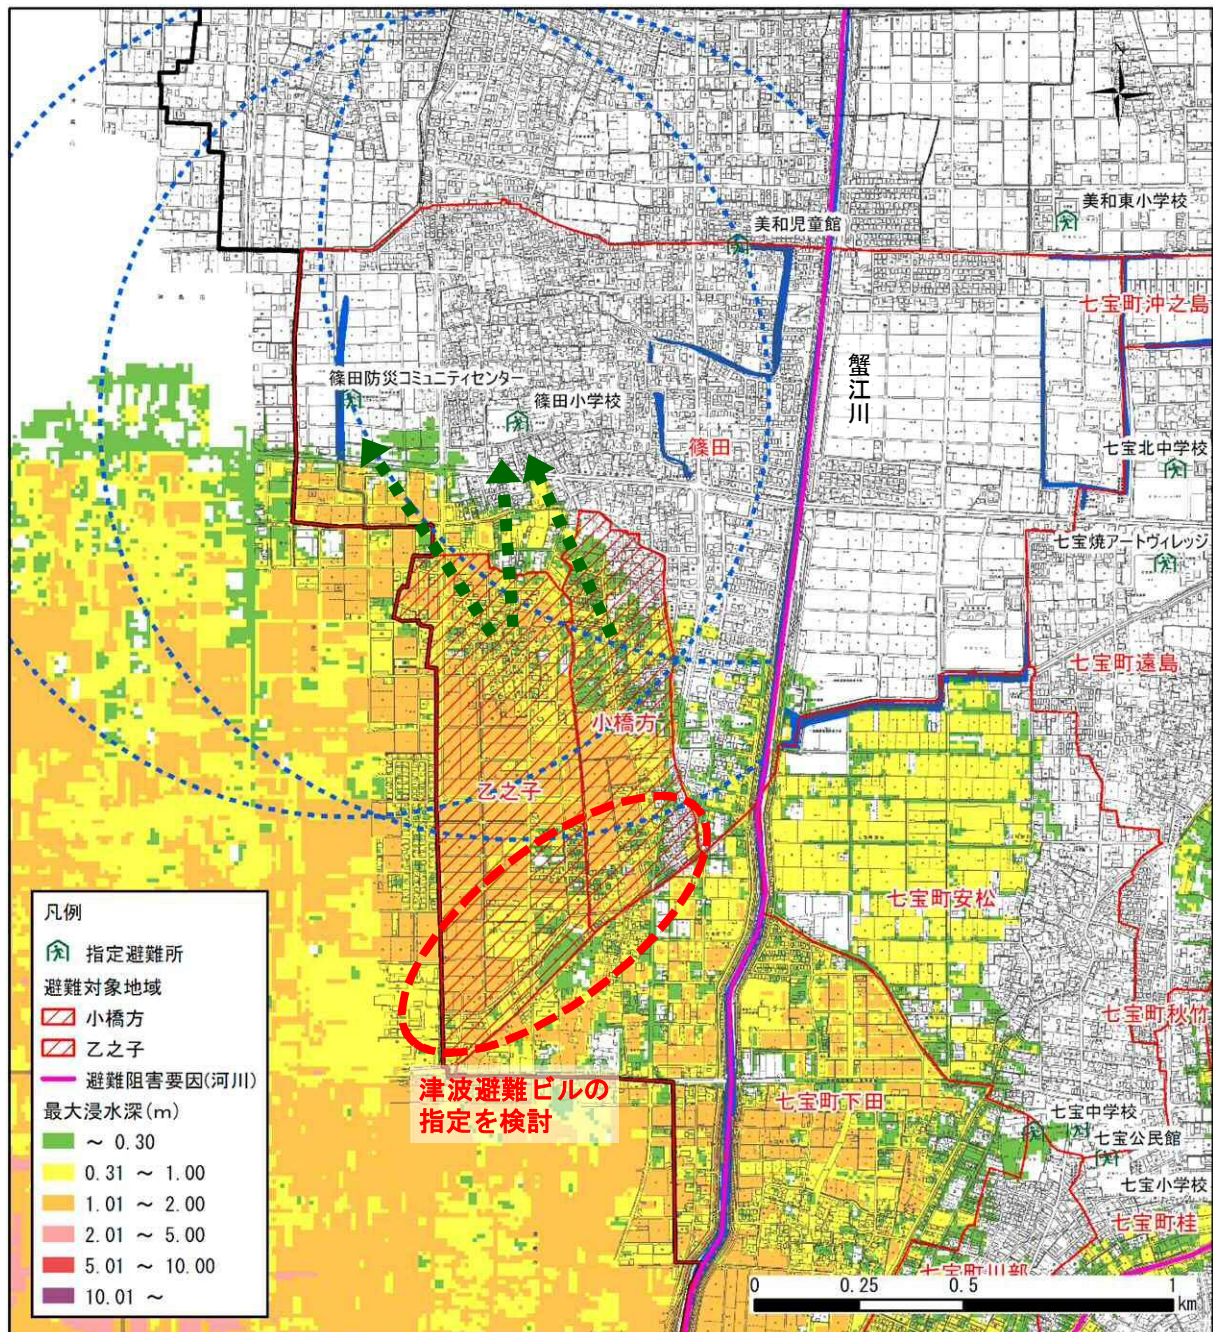 美和児童館
美和東小学校
七宝町沖之島
蟹江川
篠田防災コミュニティセンター
篠田小学校
篠田
七宝北中学校
七宝焼アートヴィレッジ
七宝町遠島
小橋方
乙之子
七宝町安松
七宝町秋竹
津波避難ビルの
指定を検討
七宝町下田
七宝中学校
七宝公民館
七宝小学校
七宝町桂
七宝町川部
凡例
指定避難所
避難対象地域
小橋方
乙之子
避難阻害要因(河川)
最大浸水深(m)
～ 0.30
0.31 ～ 1.00
1.01 ～ 2.00
2.01 ～ 5.00
5.01 ～ 10.00
10.01 ～
0 0.25 0.5 1
km